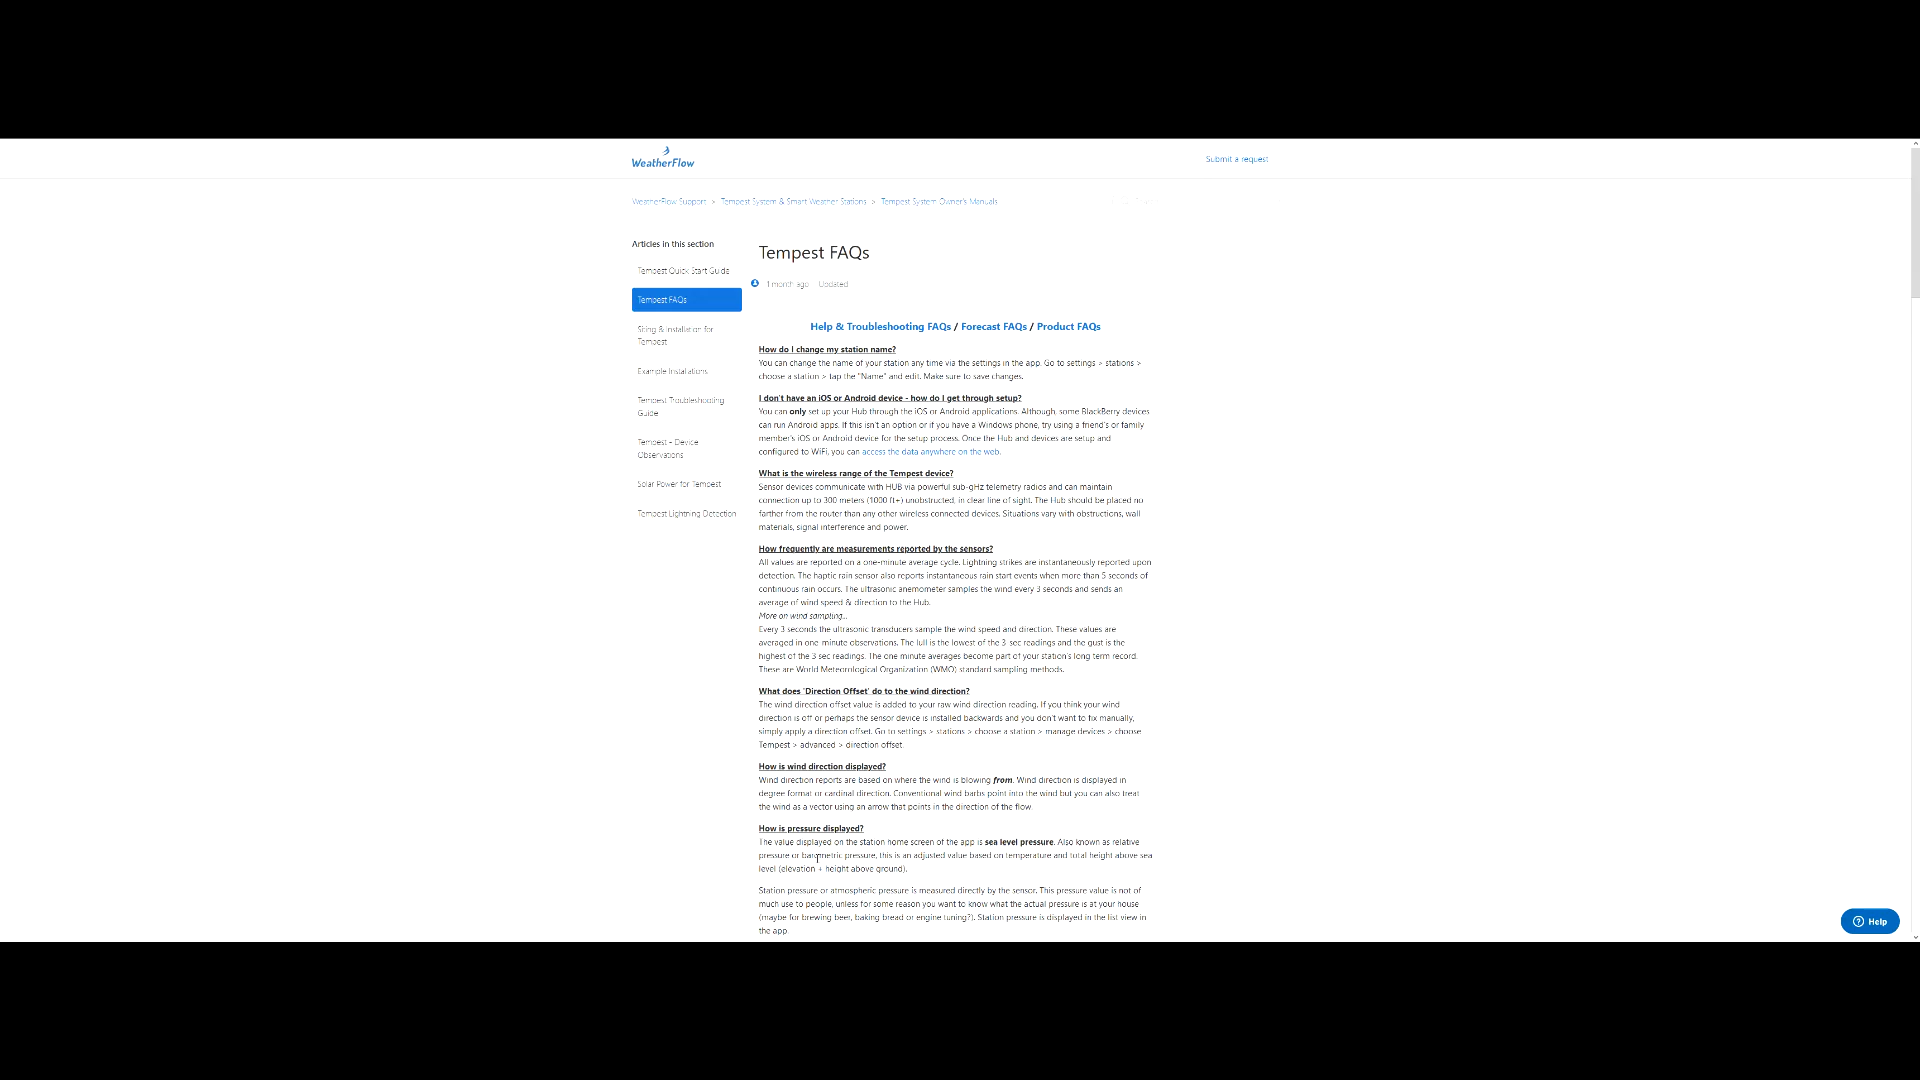 WeatherFlow
Submit a request
WeatherFlow Support > Tempest System & Smart Weather Stations > Tempest System Owner's Manuals
Articles in this section
Tempest Quick Start Guide
Tempest FAQs
Siting & Installation for
Tempest
Example Installations
Tempest Troubleshooting
Guide
Tempest - Device
Observations
Solar Power for Tempest
Tempest Lightning Detection
Tempest FAQs
1 month ago Updated
Help & Troubleshooting FAQs / Forecast FAQs / Product FAQs
How do I change my station name?
You can change the name of your station any time via the settings in the app. Go to settings > stations >
choose a station > tap the "Name" and edit. Make sure to save changes.
I don't have an iOS or Android device - how do I get through setup?
You can only set up your Hub through the iOS or Android applications. Although, some BlackBerry devices
can run Android apps. If this isn't an option or if you have a Windows phone, try using a friend's or family
member's iOS or Android device for the setup process. Once the Hub and devices are setup and
configured to WiFi, you can access the data anywhere on the web.
What is the wireless range of the Tempest device?
Sensor devices communicate with HUB via powerful sub-gHz telemetry radios and can maintain
connection up to 300 meters (1000 ft+) unobstructed, in clear line of sight. The Hub should be placed no
farther from the router than any other wireless connected devices. Situations vary with obstructions, wall
materials, signal interference and power.
How frequently are measurements reported by the sensors?
All values are reported on a one-minute average cycle. Lightning strikes are instantaneously reported upon
detection. The haptic rain sensor also reports instantaneous rain start events when more than 5 seconds of
continuous rain occurs. The ultrasonic anemometer samples the wind every 3 seconds and sends an
average of wind speed & direction to the Hub.
More on wind sampling...
Every 3 seconds the ultrasonic transducers sample the wind speed and direction. These values are
averaged in one-minute observations. The lull is the lowest of the 3-sec readings and the gust is the
highest of the 3 sec readings. The one minute averages become part of your station's long term record.
These are World Meteorological Organization (WMO) standard sampling methods.
What does 'Direction Offset' do to the wind direction?
The wind direction offset value is added to your raw wind direction reading. If you think your wind
direction is off or perhaps the sensor device is installed backwards and you don't want to fix manually,
simply apply a direction offset. Go to settings > stations > choose a station > manage devices > choose
Tempest > advanced > direction offset.
How is wind direction displayed?
Wind direction reports are based on where the wind is blowing from. Wind direction is displayed in
degree format or cardinal direction. Conventional wind barbs point into the wind but you can also treat
the wind as a vector using an arrow that points in the direction of the flow.
How is pressure displayed?
The value displayed on the station home screen of the app is sea level pressure. Also known as relative
pressure or barometric pressure, this is an adjusted value based on temperature and total height above sea
level (elevation + height above ground).
Station pressure or atmospheric pressure is measured directly by the sensor. This pressure value is not of
much use to people, unless for some reason you want to know what the actual pressure is at your house
(maybe for brewing beer, baking bread or engine tuning?). Station pressure is displayed in the list view in
the app.
Help